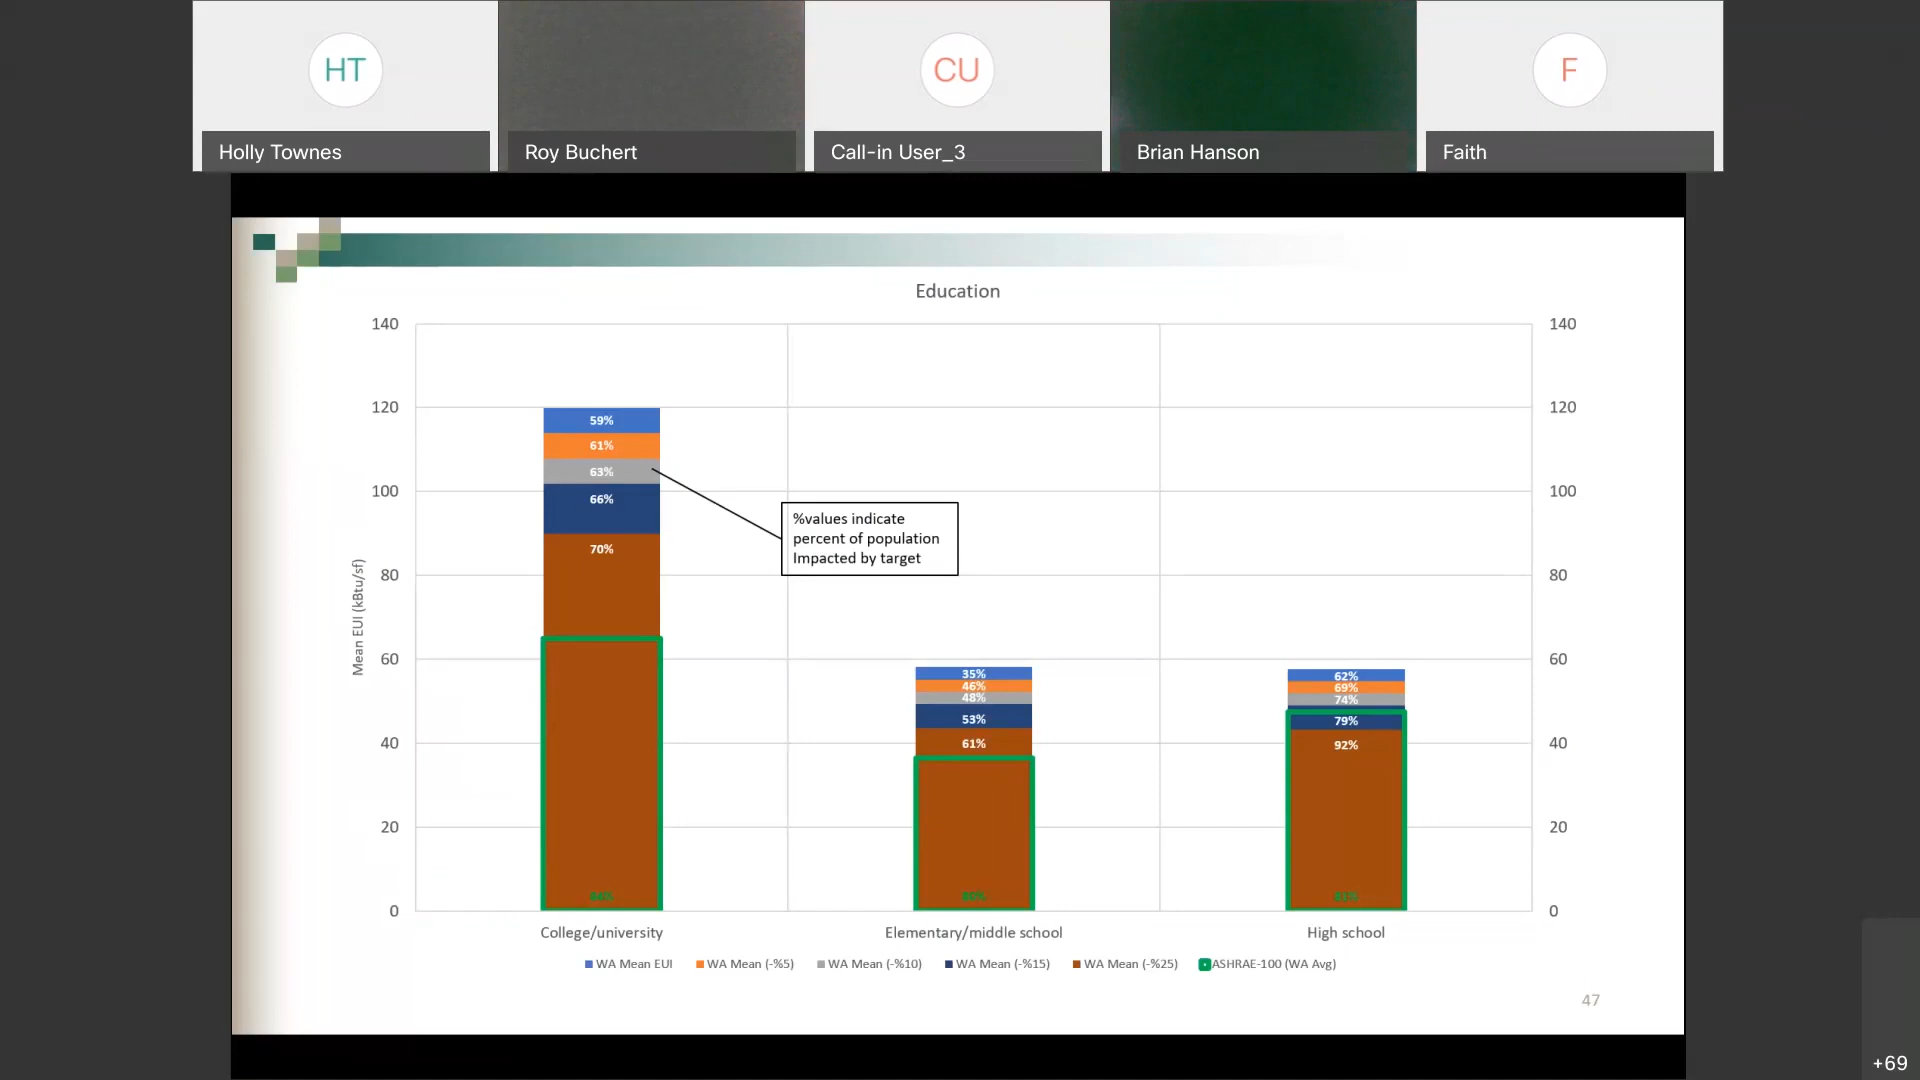 HT
CU
F
Holly Townes
Roy Buchert
Call-in User_3
Brian Hanson
Faith
Education
140
120
100
80
60
40
20
0
Mean EUI (kBtu/sf)
59%
61%
63%
66%
70%
%values indicate
percent of population
Impacted by target
35%
46%
48%
53%
61%
62%
69%
74%
79%
92%
140
120
100
80
60
40
20
0
College/university
Elementary/middle school
High school
WA Mean EUI
WA Mean (-%5)
WA Mean (-%10)
WA Mean (-%15)
WA Mean (-%25)
ASHRAE-100 (WA Avg)
47
+69